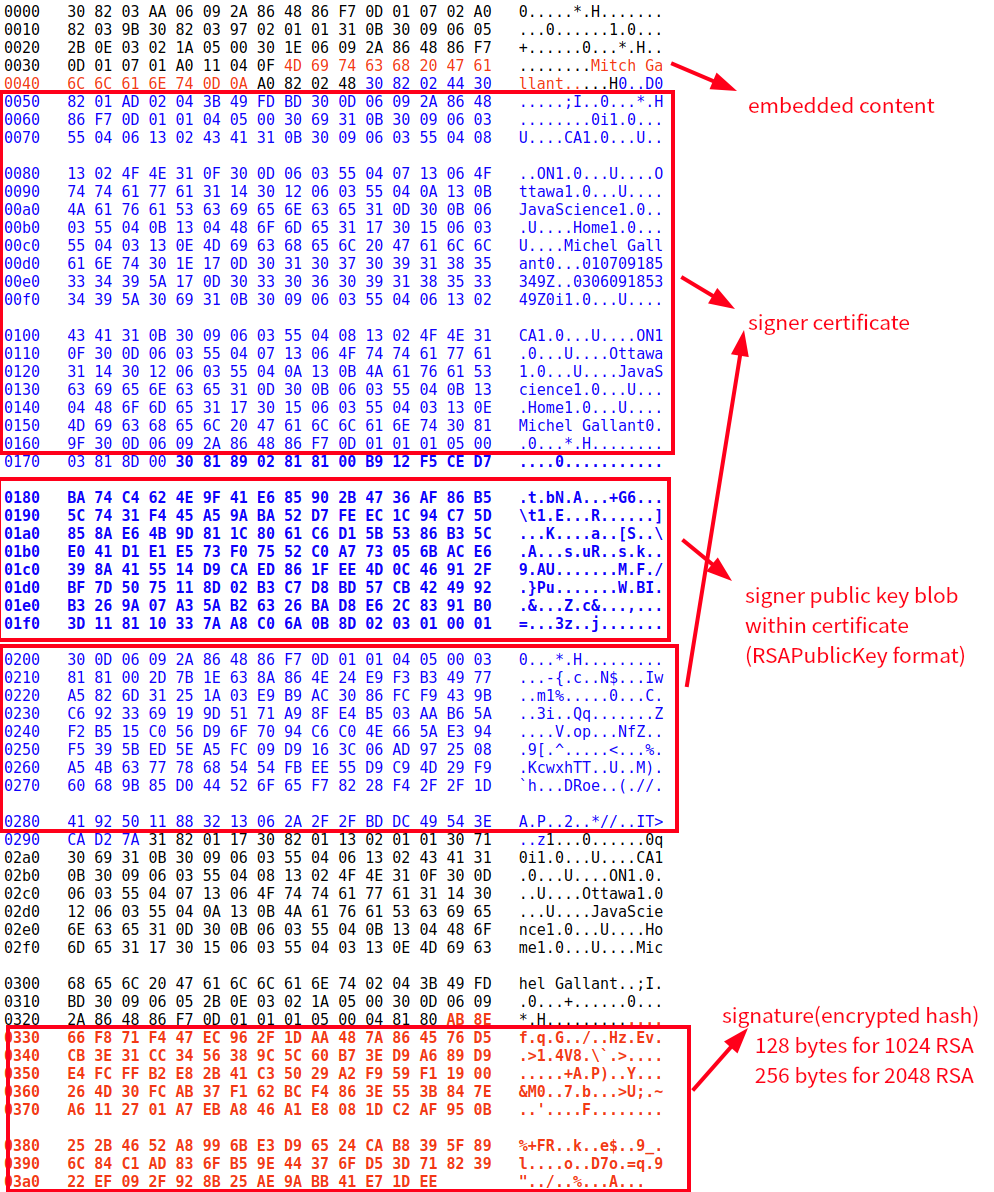 0000 30 82 03 AA 06 09 2A 86 48 86 F7 0D 01 07 02 A0 0.....*.H.......
0010 82 03 9B 30 82 03 97 02 01 01 31 0B 30 09 06 05 ...0......1.0...
0020 2B 0E 03 02 1A 05 00 30 1E 06 09 2A 86 48 86 F7 +......0...*.H..
0030 0D 01 07 01 A0 11 04 0F 4D 69 74 63 68 20 47 61 ........Mitch Ga
0040 6C 6C 61 6E 74 0D 0A A0 82 02 48 30 82 02 44 30 llant.....H0..D0
0050 82 01 AD 02 04 3B 49 FD BD 30 0D 06 09 2A 86 48 .....;I..0...*.H
0060 86 F7 0D 01 01 04 05 00 30 69 31 0B 30 09 06 03 ........0i1.0...
0070 55 04 06 13 02 43 41 31 0B 30 09 06 03 55 04 08 U....CA1.0...U..
0080 13 02 4F 4E 31 0F 30 0D 06 03 55 04 07 13 06 4F ..ON1.0...U....O
0090 74 74 61 77 61 31 14 30 12 06 03 55 04 0A 13 0B ttawa1.0...U....
00a0 4A 61 76 61 53 63 69 65 6E 63 65 31 0D 30 0B 06 JavaScience1.0..
00b0 03 55 04 0B 13 04 48 6F 6D 65 31 17 30 15 06 03 .U....Home1.0...
00c0 55 04 03 13 0E 4D 69 63 68 65 6C 20 47 61 6C 6C U....Michel Gall
00d0 61 6E 74 30 1E 17 0D 30 31 30 37 30 39 31 38 35 ant0...010709185
00e0 33 34 39 5A 17 0D 30 33 30 36 30 39 31 38 35 33 349Z..0306091853
00f0 34 39 5A 30 69 31 0B 30 09 06 03 55 04 06 13 02 49Z0i1.0...U....
0100 43 41 31 0B 30 09 06 03 55 04 08 13 02 4F 4E 31 CA1.0...U....ON1
0110 0F 30 0D 06 03 55 04 07 13 06 4F 74 74 61 77 61 .0...U....Ottawa
0120 31 14 30 12 06 03 55 04 0A 13 0B 4A 61 76 61 53 1.0...U....JavaS
0130 63 69 65 6E 63 65 31 0D 30 0B 06 03 55 04 0B 13 cience1.0...U...
0140 04 48 6F 6D 65 31 17 30 15 06 03 55 04 03 13 0E .Home1.0...U....
0150 4D 69 63 68 65 6C 20 47 61 6C 6C 61 6E 74 30 81 Michel Gallant0.
0160 9F 30 0D 06 09 2A 86 48 86 F7 0D 01 01 01 05 00 .0...*.H........
0170 03 81 8D 00 30 81 89 02 81 81 00 B9 12 F5 CE D7 ....0...........
0180 BA 74 C4 62 4E 9F 41 E6 85 90 2B 47 36 AF 86 B5 .t.bN.A...+G6...
0190 5C 74 31 F4 45 A5 9A BA 52 D7 FE EC 1C 94 C7 5D \t1.E...R......]
01a0 85 8A E6 4B 9D 81 1C 80 61 C6 D1 5B 53 86 B3 5C ...K....a..[S..\
01b0 E0 41 D1 E1 E5 73 F0 75 52 C0 A7 73 05 6B AC E6 .A...s.uR..s.k..
01c0 39 8A 41 55 14 D9 CA ED 86 1F EE 4D 0C 46 91 2F 9.AU.......M.F./
01d0 BF 7D 50 75 11 8D 02 B3 C7 D8 BD 57 CB 42 49 92 .}Pu.......W.BI.
01e0 B3 26 9A 07 A3 5A B2 63 26 BA D8 E6 2C 83 91 B0 .&...Z.c&...,...
01f0 3D 11 81 10 33 7A A8 C0 6A 0B 8D 02 03 01 00 01 =...3z..j.......
0200 30 0D 06 09 2A 86 48 86 F7 0D 01 01 04 05 00 03 0...*.H.........
0210 81 81 00 2D 7B 1E 63 8A 86 4E 24 E9 F3 B3 49 77 ...-{.c..N$...Iw
0220 A5 82 6D 31 25 1A 03 E9 B9 AC 30 86 FC F9 43 9B ..m1%.....0...C.
0230 C6 92 33 69 19 9D 51 71 A9 8F E4 B5 03 AA B6 5A ..3i..Qq.......Z
0240 F2 B5 15 C0 56 D9 6F 70 94 C6 C0 4E 66 5A E3 94 ....V.op...NfZ..
0250 F5 39 5B ED 5E A5 FC 09 D9 16 3C 06 AD 97 25 08 .9[.^.....<...%.
0260 A5 4B 63 77 78 68 54 54 FB EE 55 D9 C9 4D 29 F9 .KcwxhTT..U..M).
0270 60 68 9B 85 D0 44 52 6F 65 F7 82 28 F4 2F 2F 1D `h...DRoe..(.//.
0280 41 92 50 11 88 32 13 06 2A 2F 2F BD DC 49 54 3E A.P..2..*//..IT>
0290 CA D2 7A 31 82 01 17 30 82 01 13 02 01 01 30 71 ..z1...0......0q
02a0 30 69 31 0B 30 09 06 03 55 04 06 13 02 43 41 31 0i1.0...U....CA1
02b0 0B 30 09 06 03 55 04 08 13 02 4F 4E 31 0F 30 0D .0...U....ON1.0.
02c0 06 03 55 04 07 13 06 4F 74 74 61 77 61 31 14 30 ..U....Ottawa1.0
02d0 12 06 03 55 04 0A 13 0B 4A 61 76 61 53 63 69 65 ...U....JavaScie
02e0 6E 63 65 31 0D 30 0B 06 03 55 04 0B 13 04 48 6F nce1.0...U....Ho
02f0 6D 65 31 17 30 15 06 03 55 04 03 13 0E 4D 69 63 me1.0...U....Mic
0300 68 65 6C 20 47 61 6C 6C 61 6E 74 02 04 3B 49 FD hel Gallant..;I.
0310 BD 30 09 06 05 2B 0E 03 02 1A 05 00 30 0D 06 09 .0...+......0...
0320 2A 86 48 86 F7 0D 01 01 01 05 00 04 81 80 AB 8E *.H.............
0330 66 F8 71 F4 47 EC 96 2F 1D AA 48 7A 86 45 76 D5 f.q.G../..Hz.Ev.
0340 CB 3E 31 CC 34 56 38 9C 5C 60 B7 3E D9 A6 89 D9 .>1.4V8.\`.>....
0350 E4 FC FF B2 E8 2B 41 C3 50 29 A2 F9 59 F1 19 00 .....+A.P)..Y...
0360 26 4D 30 FC AB 37 F1 62 BC F4 86 3E 55 3B 84 7E &M0..7.b...>U;.~
0370 A6 11 27 01 A7 EB A8 46 A1 E8 08 1D C2 AF 95 0B ..'....F........
0380 25 2B 46 52 A8 99 6B E3 D9 65 24 CA B8 39 5F 89 %+FR..k..e$..9_.
0390 6C 84 C1 AD 83 6F B5 9E 44 37 6F D5 3D 71 82 39 l....o..D7o.=q.9
03a0 22 EF 09 2F 92 8B 25 AE 9A BB 41 E7 1D EE "../..%...A...
embedded content
signer certificate
signer public key blob
within certificate
(RSAPublicKey format)
signature(encrypted hash)
128 bytes for 1024 RSA
256 bytes for 2048 RSA